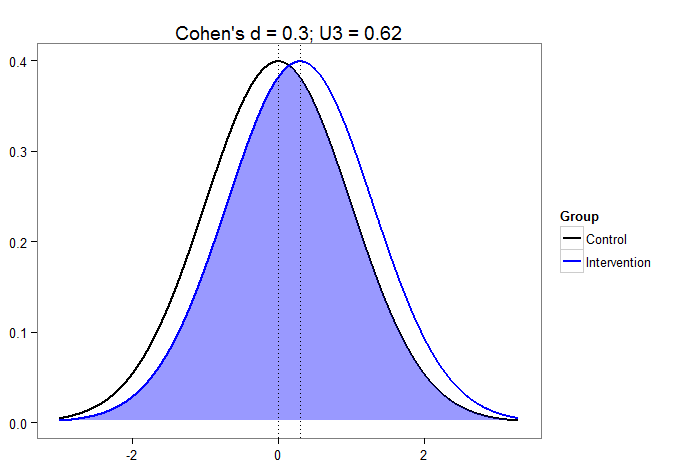 Cohen's d = 0.3; U3 = 0.62
0.4
0.3
0.2
0.1
0.0
-2
0
2
Group
Control
Intervention